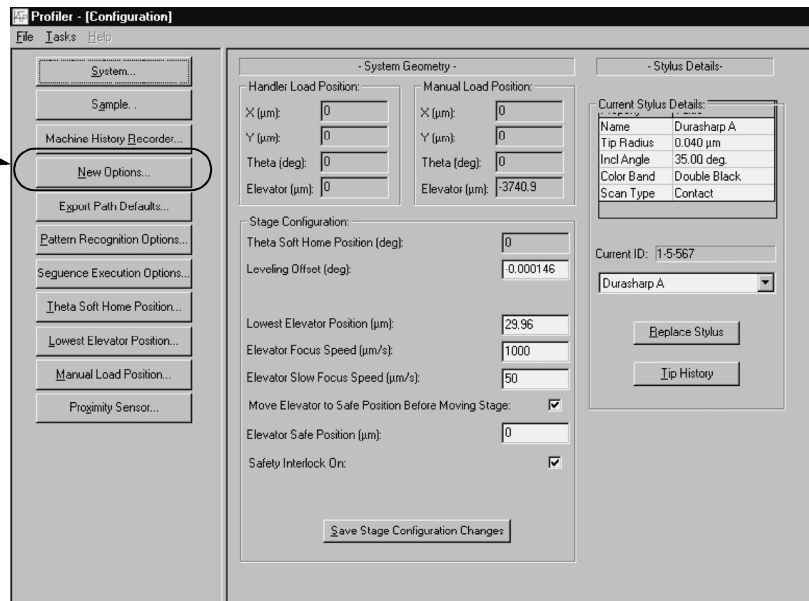 Profiler - [Configuration]
File Tasks Help
System...
Sample. .
Machine History Recorder...
New Options...
Export Path Defaults...
Pattern Recognition Options...
Sequence Execution Options...
Theta Soft Home Position...
Lowest Elevator Position...
Manual Load Position...
Proximity Sensor...
- System Geometry -
Handler Load Position:
X (µm): 0
Y (µm): 0
Theta (deg): 0
Elevator (µm): 0
Manual Load Position:
X (µm): 0
Y (µm): 0
Theta (deg): 0
Elevator (µm): -3740.9
Stage Configuration:
Theta Soft Home Position (deg): 0
Leveling Offset (deg): -0.000146
Lowest Elevator Position (µm): 29.96
Elevator Focus Speed (µm/s): 1000
Elevator Slow Focus Speed (µm/s): 50
Move Elevator to Safe Position Before Moving Stage:
Elevator Safe Position (µm): 0
Safety Interlock On:
Save Stage Configuration Changes
- Stylus Details-
Current Stylus Details:
Name Durasharp A
Tip Radius 0.040 µm
Incl Angle 35.00 deg.
Color Band Double Black
Scan Type Contact
Current ID: 1-5-567
Durasharp A
Replace Stylus
Tip History